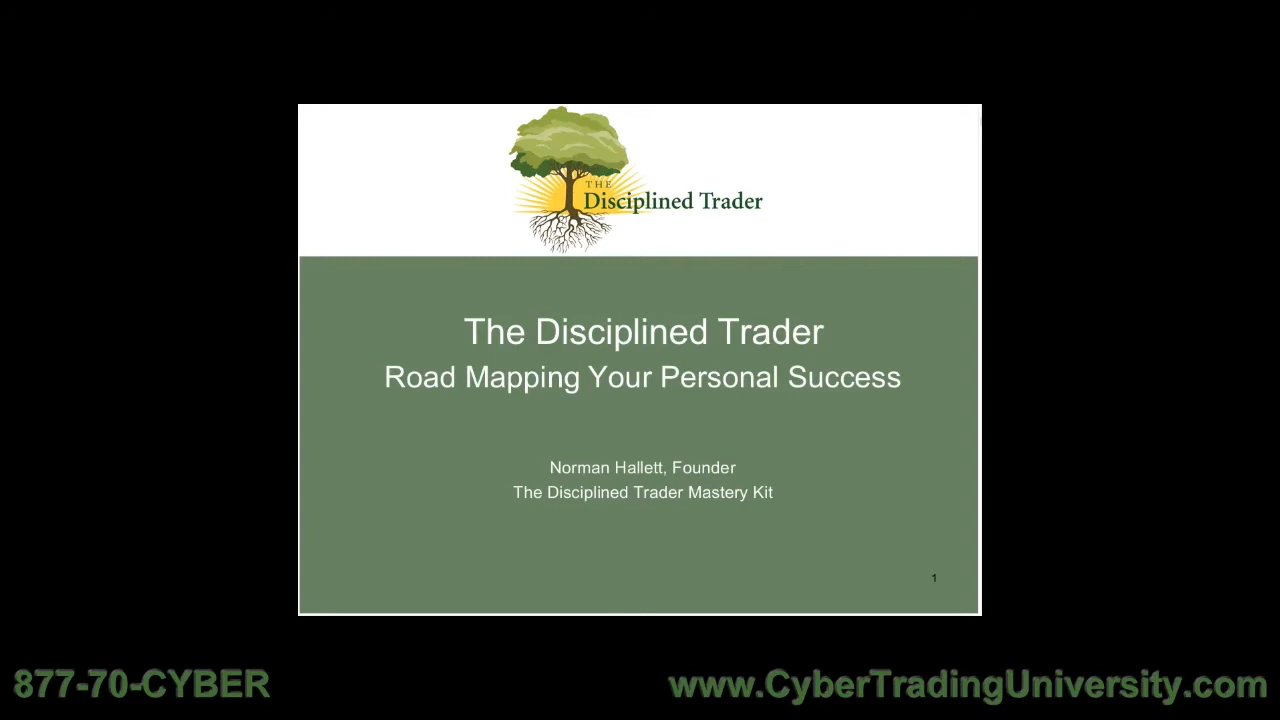 THE
Disciplined Trader
The Disciplined Trader
Road Mapping Your Personal Success
Norman Hallett, Founder
The Disciplined Trader Mastery Kit
1
877-70-CYBER
www.CyberTradingUniversity.com